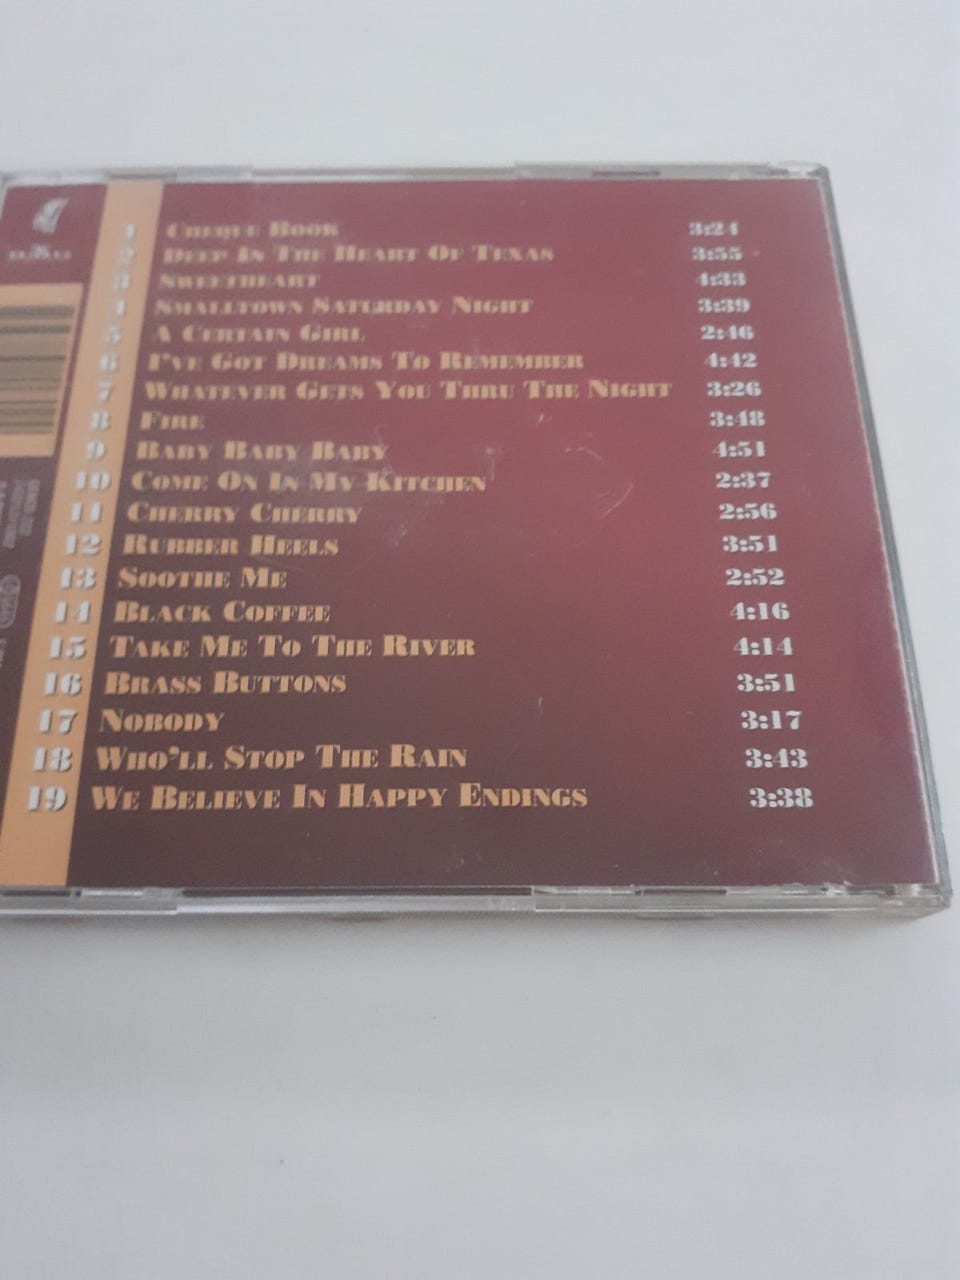 1 Cheque Book 3:24
2 Deep In The Heart Of Texas 3:55
3 Sweetheart 4:33
4 Smalltown Saturday Night 3:39
5 A Certain Girl 2:46
6 I've Got Dreams To Remember 4:42
7 Whatever Gets You Thru The Night 3:26
8 Fire 3:48
9 Baby Baby Baby 4:51
10 Come On In My Kitchen 2:37
11 Cherry Cherry 2:56
12 Rubber Heels 3:51
13 Soothe Me 2:52
14 Black Coffee 4:16
15 Take Me To The River 4:14
16 Brass Buttons 3:51
17 Nobody 3:17
18 Who'll Stop The Rain 3:43
19 We Believe In Happy Endings 3:38